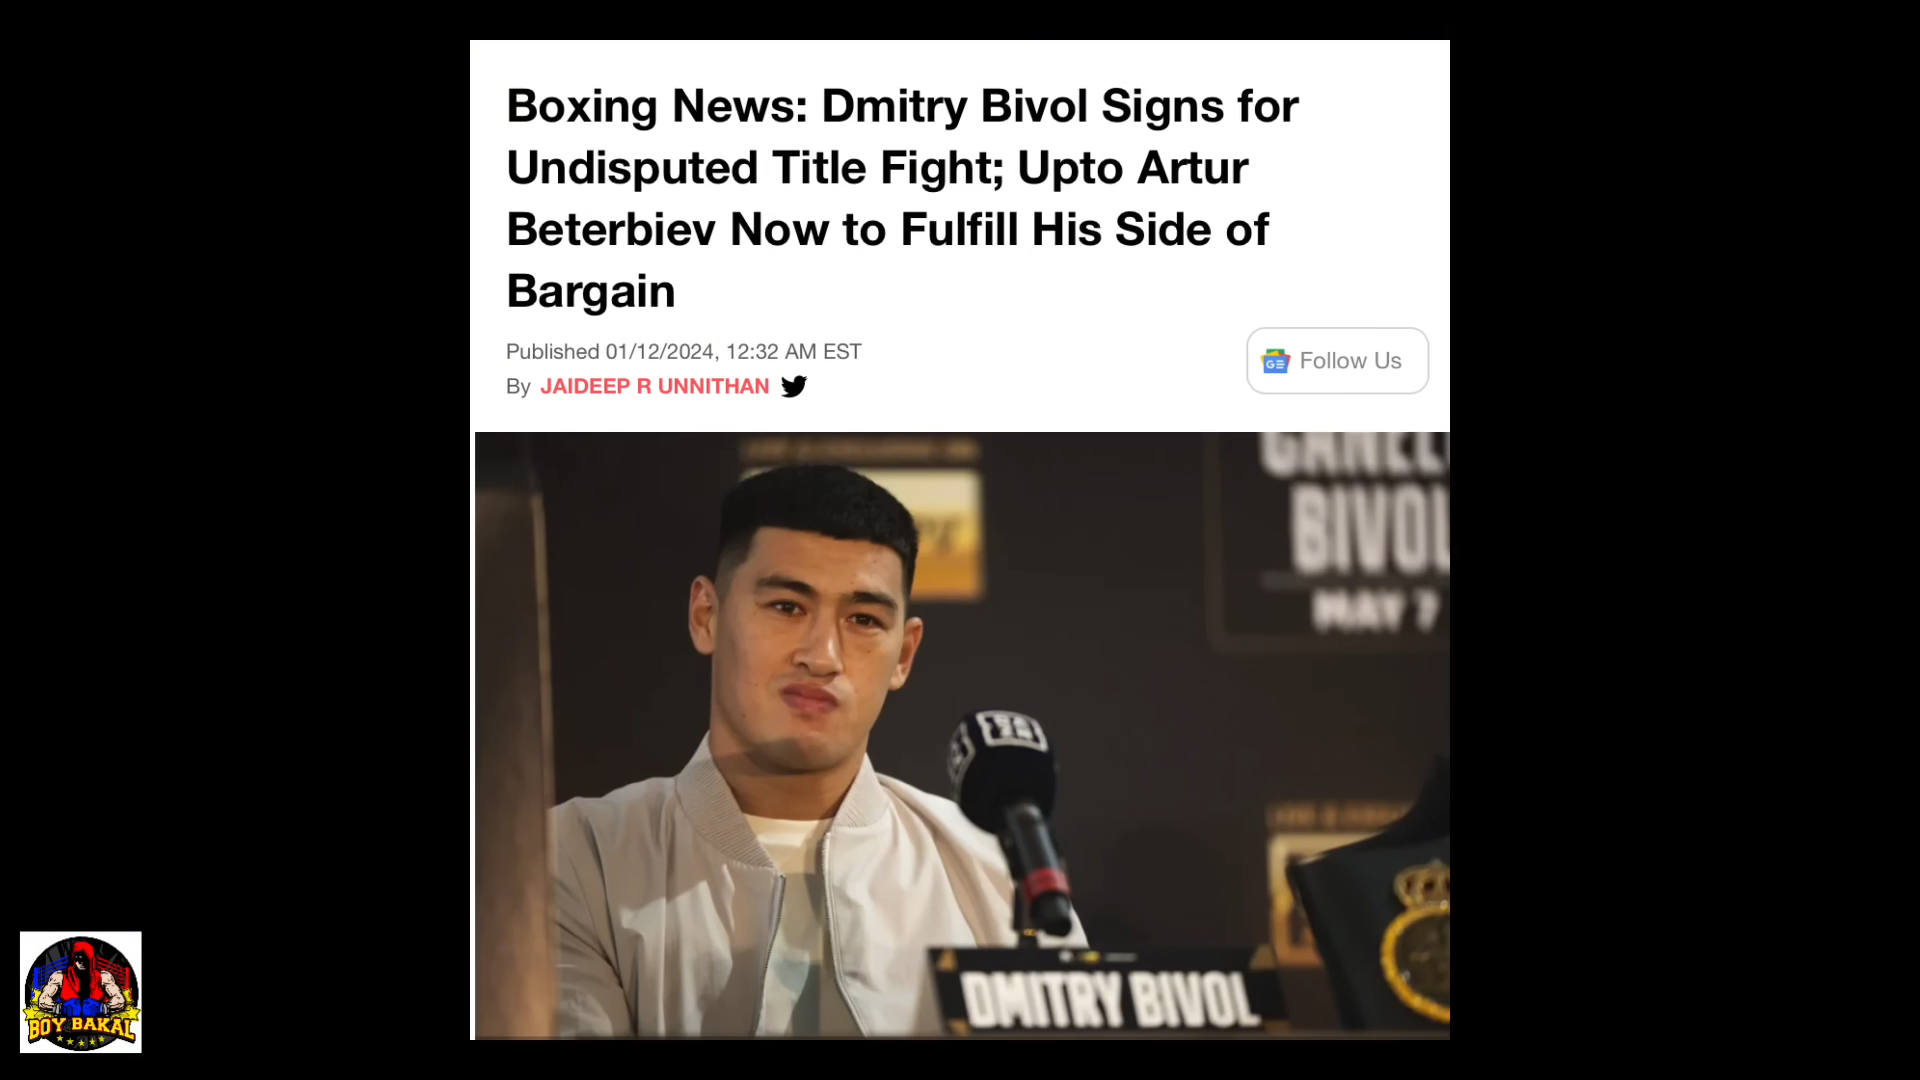 Boxing News: Dmitry Bivol Signs for
Undisputed Title Fight; Upto Artur
Beterbiev Now to Fulfill His Side of
Bargain
Published 01/12/2024, 12:32 AM EST
By JAIDEEP R UNNITHAN
GE Follow Us
BIVOL
MAY 7
DMITRY BIVOL
BOY BAKAL